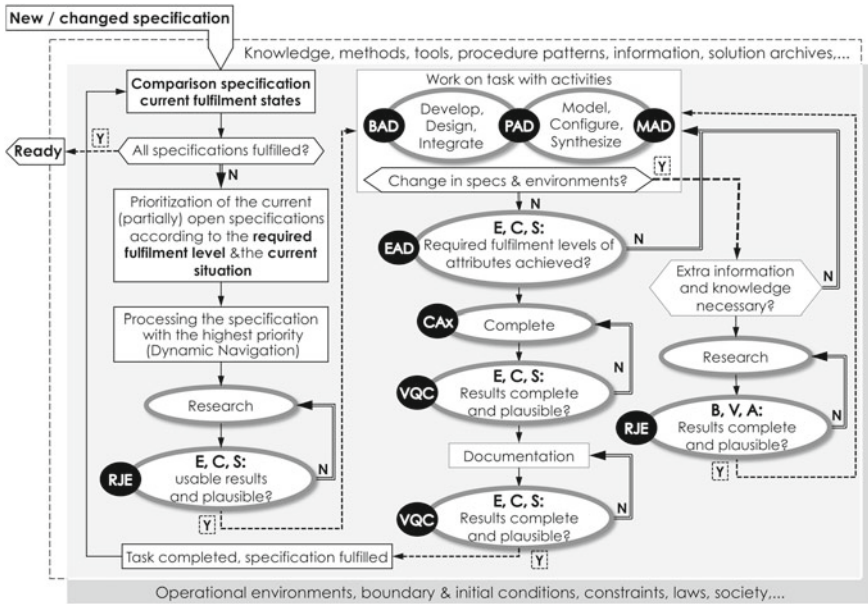 New / changed specification
Knowledge, methods, tools, procedure patterns, information, solution archives,...
Comparison specification
current fulfilment states
Y
Ready
All specifications fulfilled?
N
Prioritization of the current
(partially) open specifications
according to the required
fulfilment level &the current
situation
Processing the specification
with the highest priority
(Dynamic Navigation)
Research
N
RJE
E, C, S:
usable results
and plausible?
Y
Task completed, specification fulfilled
Work on task with activities
BAD
Develop,
Design,
Integrate
PAD
Model,
Configure,
Synthesize
MAD
Y
Change in specs & environments?
N
EAD
E, C, S:
Required fulfilment levels of
attributes achieved?
N
CAx
Complete
N
VQC
E, C, S:
Results complete
and plausible?
Documentation
N
VQC
E, C, S:
Results complete
and plausible?
Y
Extra information
and knowledge
necessary?
N
Research
N
RJE
B, V, A:
Results complete
and plausible?
Y
Operational environments, boundary & initial conditions, constraints, laws, society,...